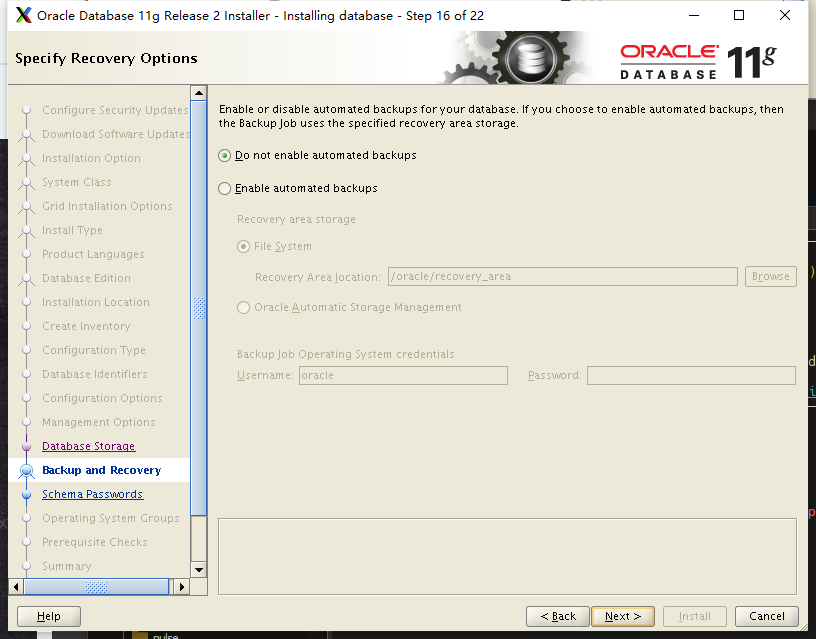 Oracle Database 11g Release 2 Installer - Installing database - Step 16 of 22
Specify Recovery Options
ORACLE
DATABASE 11g
Configure Security Updates
Download Software Updates
Installation Option
System Class
Grid Installation Options
Install Type
Product Languages
Database Edition
Installation Location
Create Inventory
Configuration Type
Database Identifiers
Configuration Options
Management Options
Database Storage
Backup and Recovery
Schema Passwords
Operating System Groups
Prerequisite Checks
Summary
Enable or disable automated backups for your database. If you choose to enable automated backups, then
the Backup Job uses the specified recovery area storage.
Do not enable automated backups
Enable automated backups
Recovery area storage
File System
Recovery Area location: /oracle/recovery_area Browse
Oracle Automatic Storage Management
Backup Job Operating System credentials
Username: oracle Password:
Help < Back Next > Install Cancel
pulse